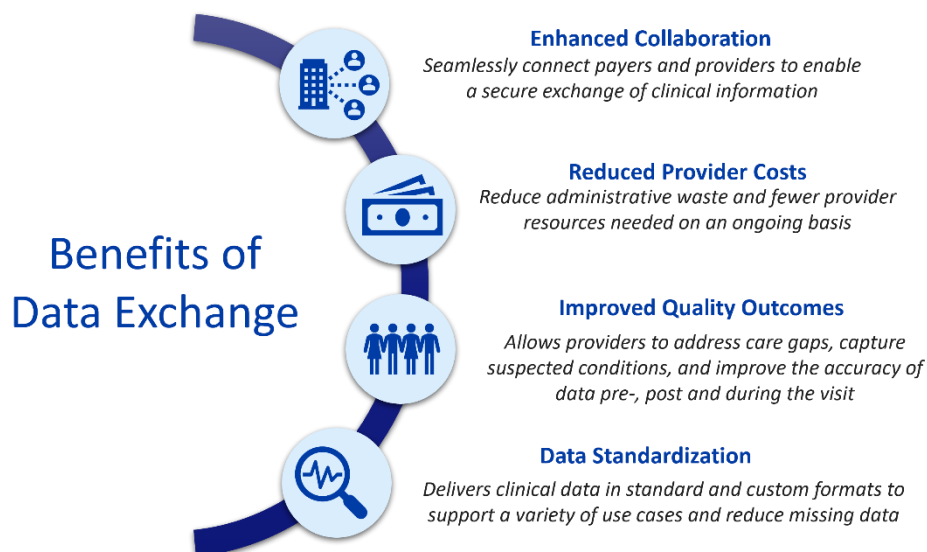 Benefits of
Data Exchange
Enhanced Collaboration
Seamlessly connect payers and providers to enable
a secure exchange of clinical information
Reduced Provider Costs
Reduce administrative waste and fewer provider
resources needed on an ongoing basis
Improved Quality Outcomes
Allows providers to address care gaps, capture
suspected conditions, and improve the accuracy of
data pre-, post and during the visit
Data Standardization
Delivers clinical data in standard and custom formats to
support a variety of use cases and reduce missing data